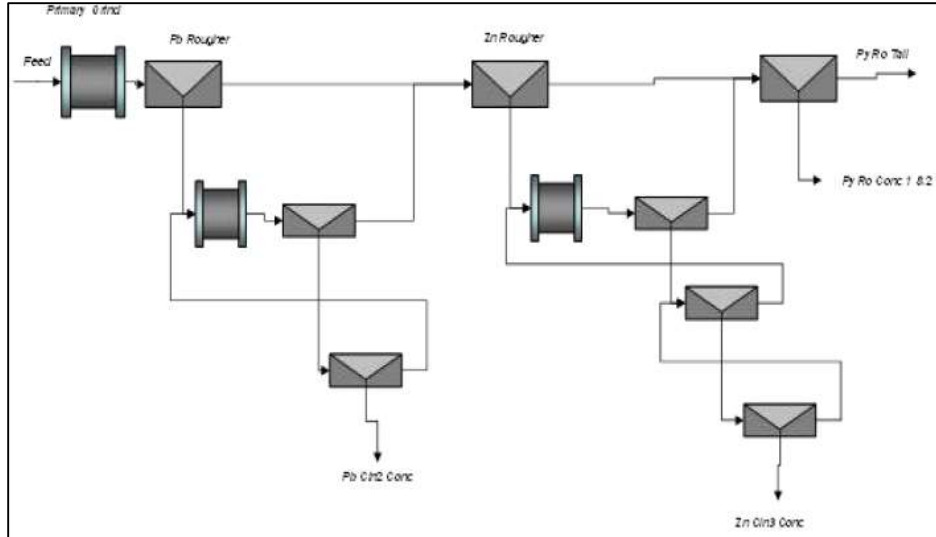 Primary Grind
Feed
Pb Rougher
Zn Rougher
Py Ro Tail
Py Ro Conc 1 &2
Pb Cln2 Conc
Zn Cln3 Conc